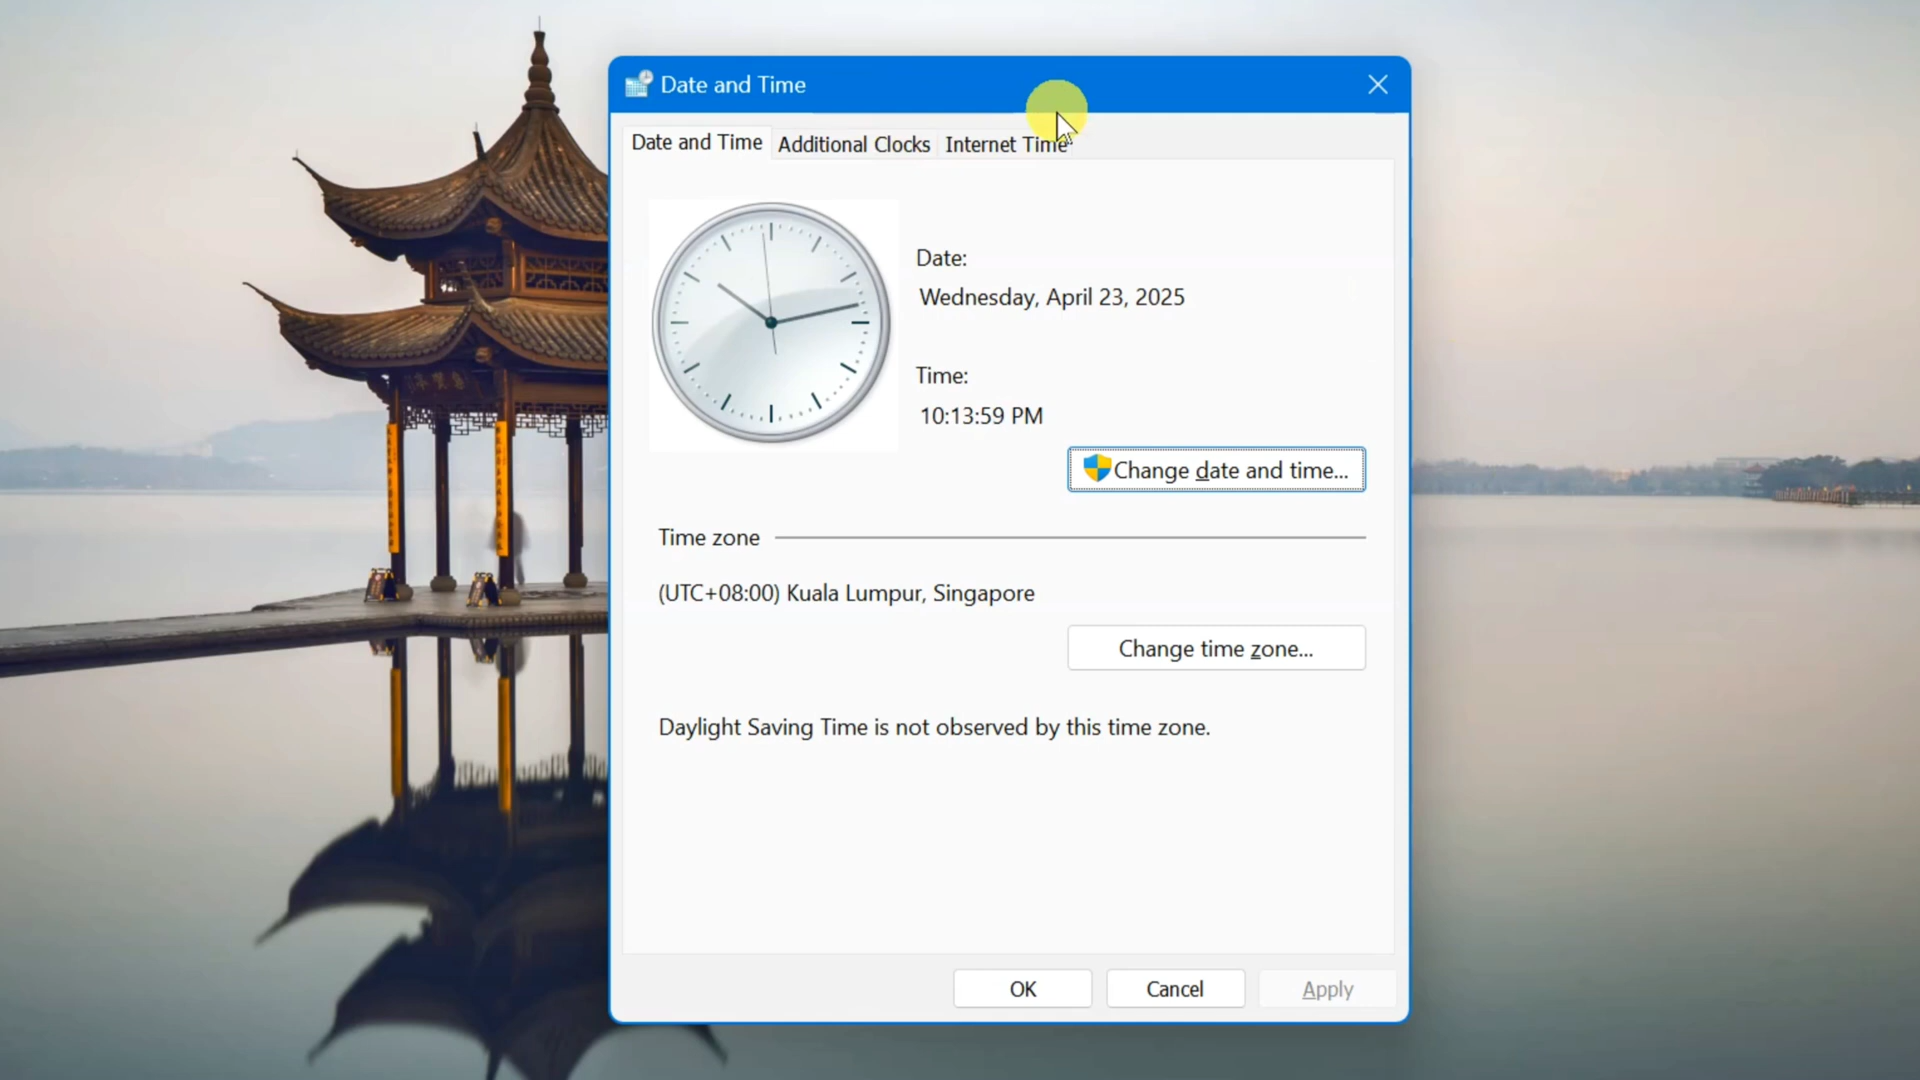 Date and Time
Date and Time
Additional Clocks
Internet Time
Date:
Wednesday, April 23, 2025
Time:
10:13:59 PM
Change date and time...
Time zone
(UTC+08:00) Kuala Lumpur, Singapore
Change time zone...
Daylight Saving Time is not observed by this time zone.
OK
Cancel
Apply